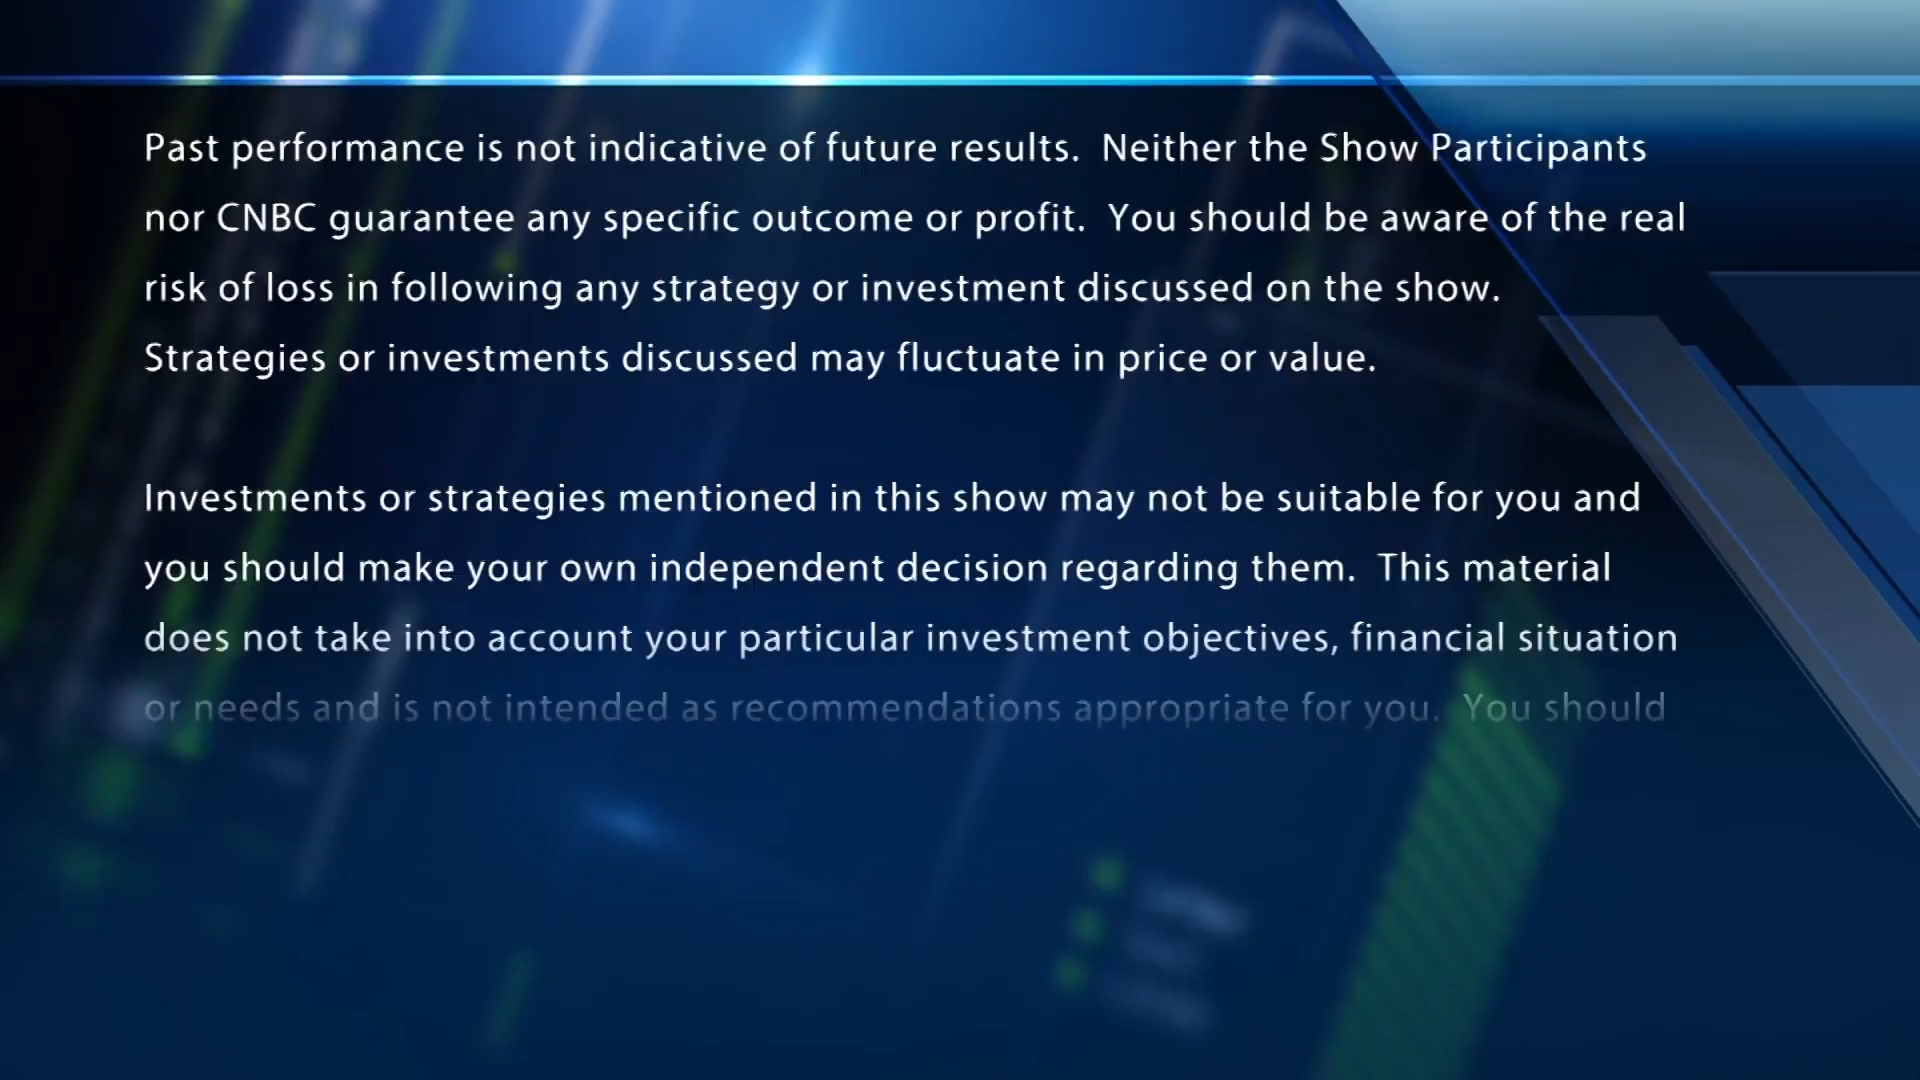 Past performance is not indicative of future results.  Neither the Show Participants
nor CNBC guarantee any specific outcome or profit.  You should be aware of the real
risk of loss in following any strategy or investment discussed on the show.
Strategies or investments discussed may fluctuate in price or value.
Investments or strategies mentioned in this show may not be suitable for you and
you should make your own independent decision regarding them.  This material
does not take into account your particular investment objectives, financial situation
or needs and is not intended as recommendations appropriate for you.  You should